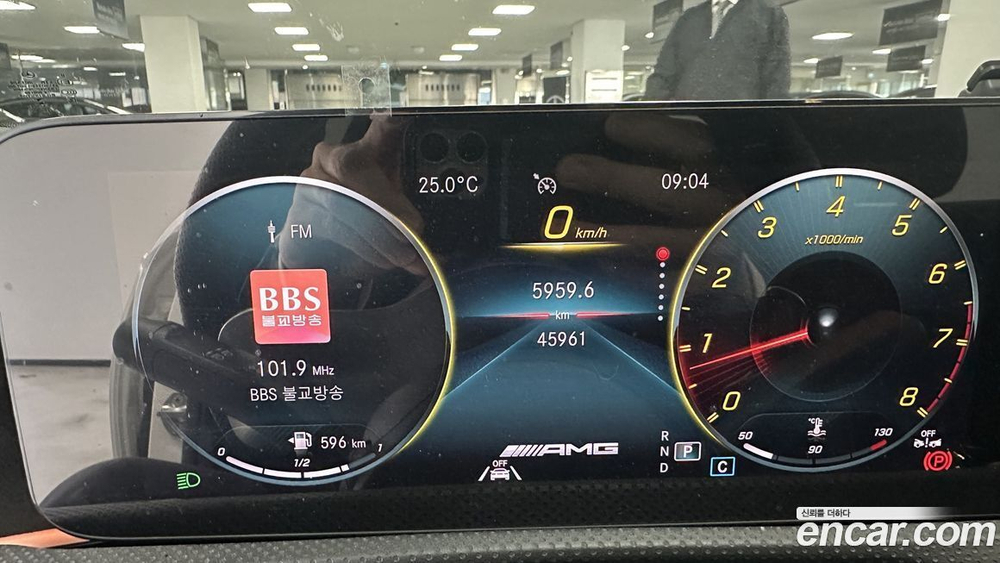 25.0°C
09:04
0 km/h
FM
BBS
불교방송
101.9 MHz
BBS 불교방송
596 km
0
1/2
1
5959.6
km
45961
AMG
OFF
R
N
D
P
C
0
1
2
3
4
5
6
7
8
x1000/min
50
°C
90
130
OFF
P
신뢰를 더하다
encar.com